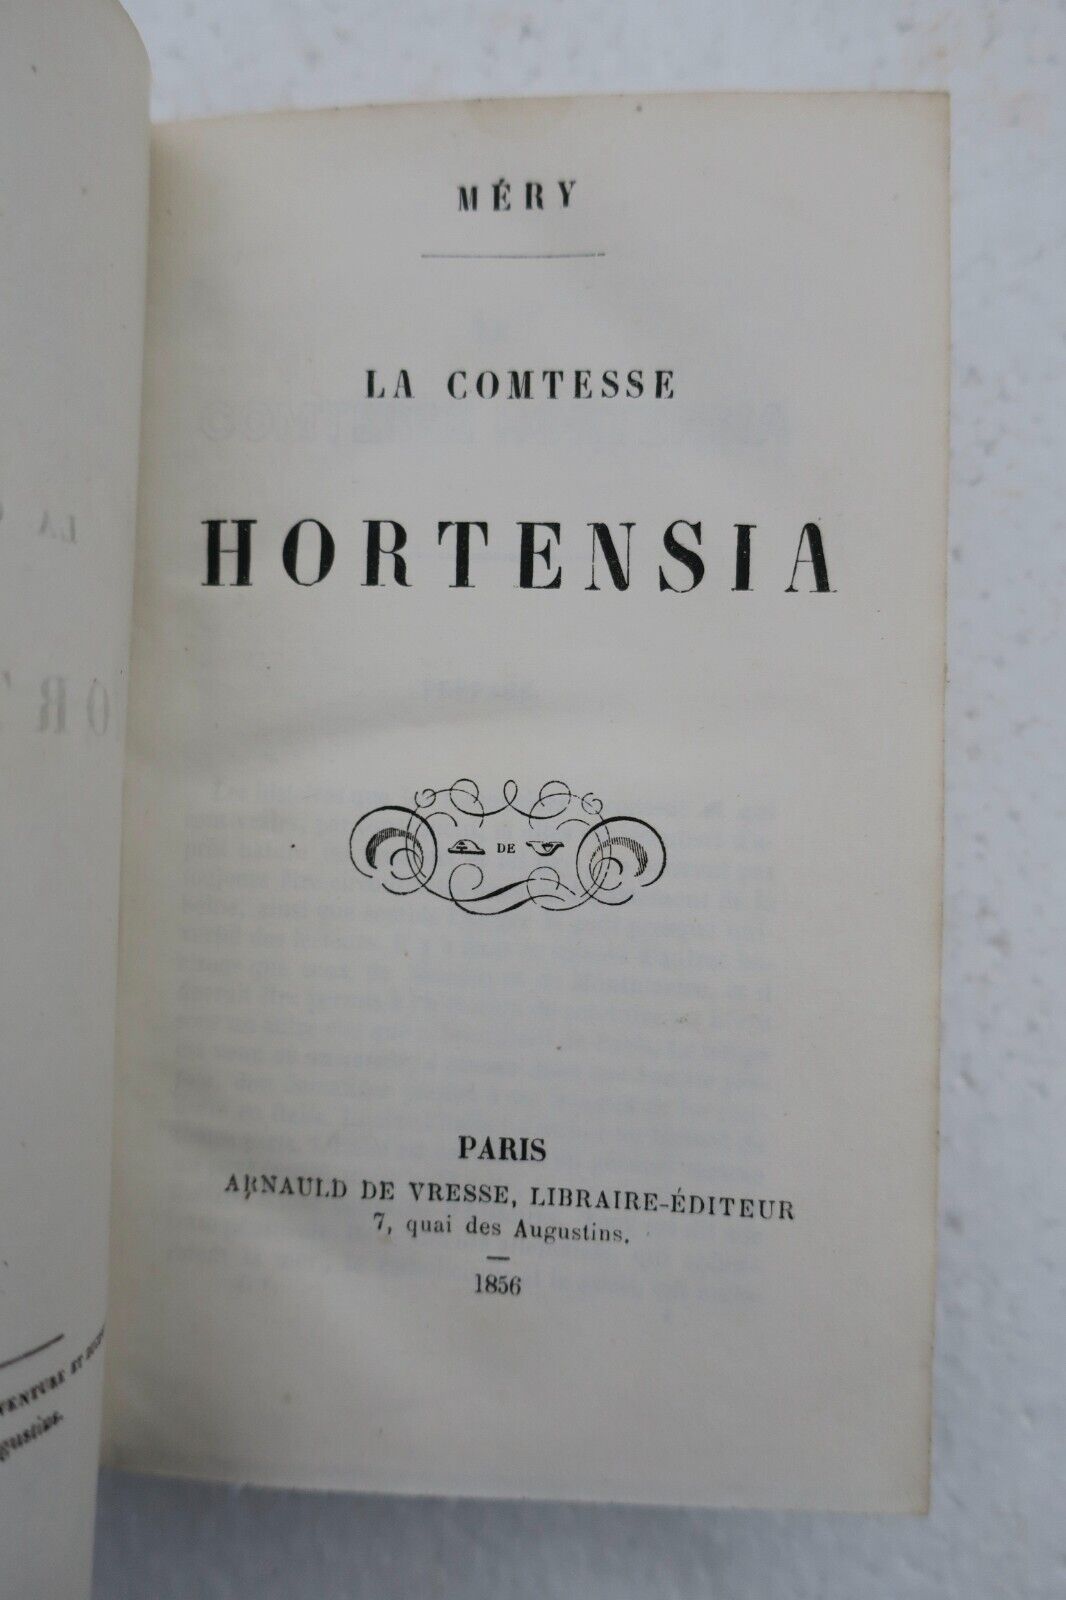 MÉRY
LA COMTESSE
HORTENSIA
DE
PARIS
ARNAULD DE VRESSE, LIBRAIRE-ÉDITEUR
7, quai des Augustins.
1856